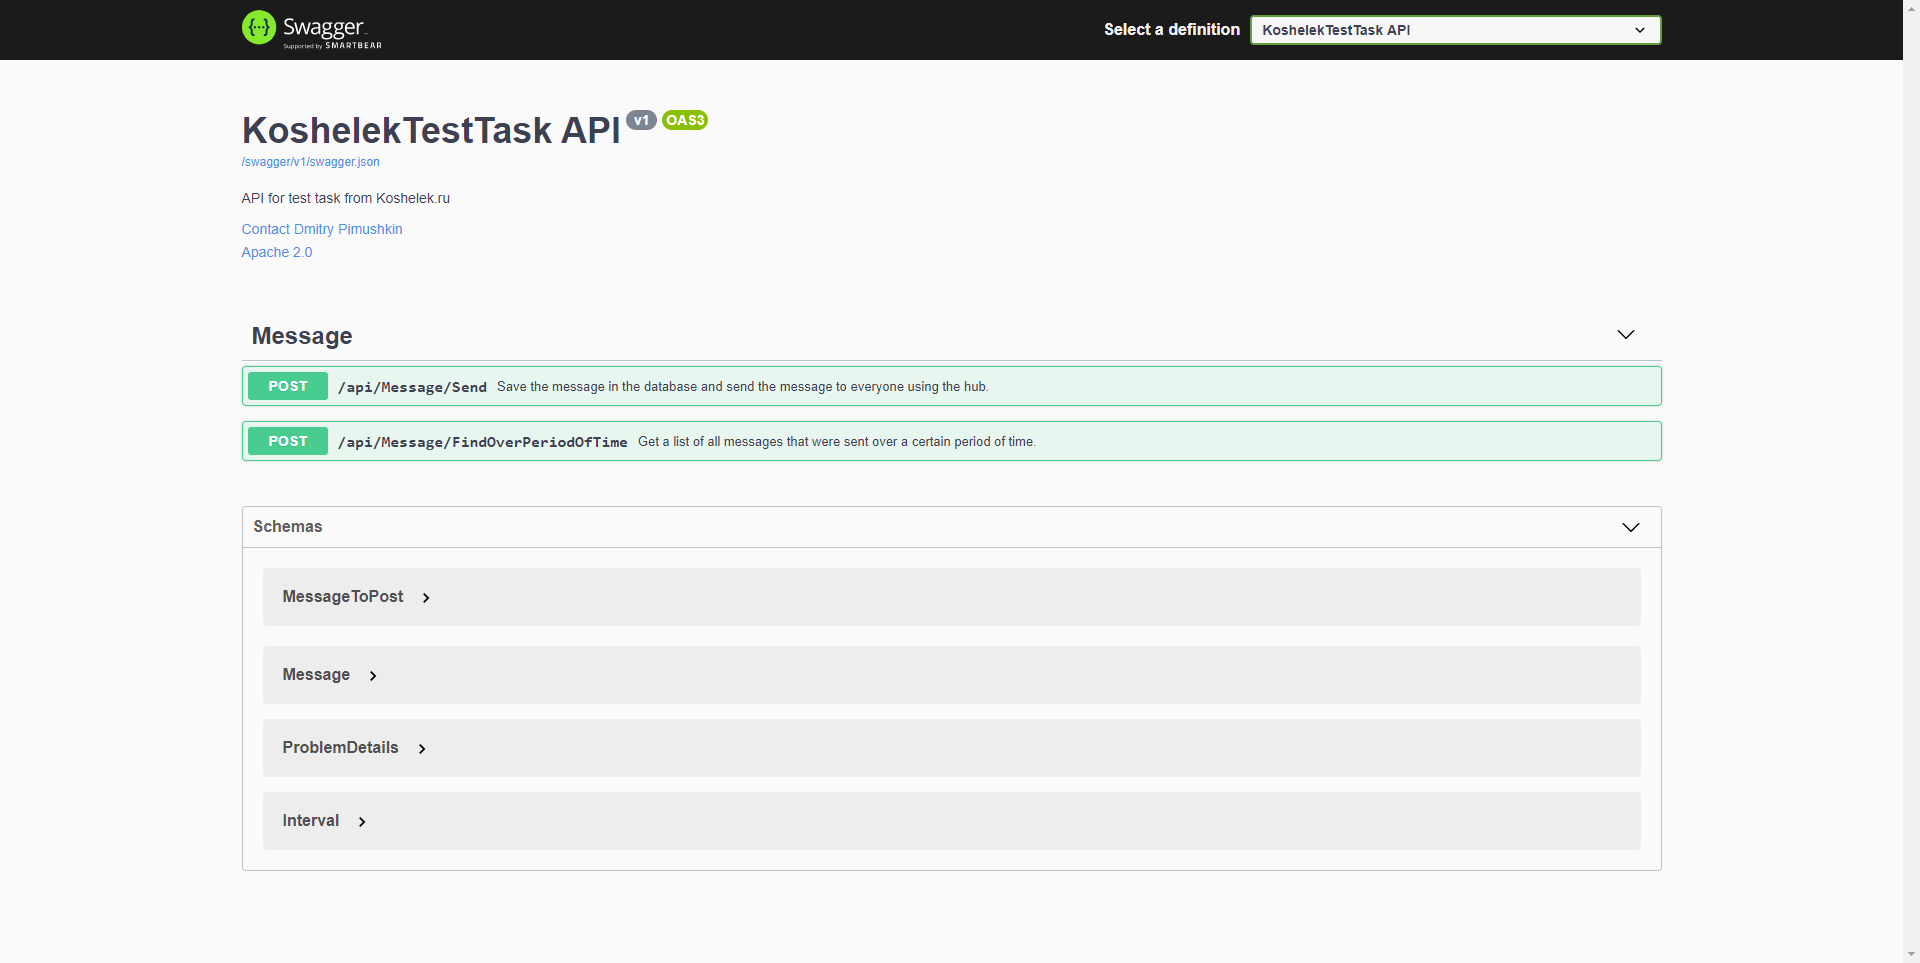 Swagger
Supported by SMARTBEAR
Select a definition
KoshelekTestTask API
KoshelekTestTask API v1 OAS3
/swagger/v1/swagger.json
API for test task from Koshelek.ru
Contact Dmitry Pimushkin
Apache 2.0
Message
POST /api/Message/Send Save the message in the database and send the message to everyone using the hub.
POST /api/Message/FindOverPeriodOfTime Get a list of all messages that were sent over a certain period of time.
Schemas
MessageToPost
Message
ProblemDetails
Interval